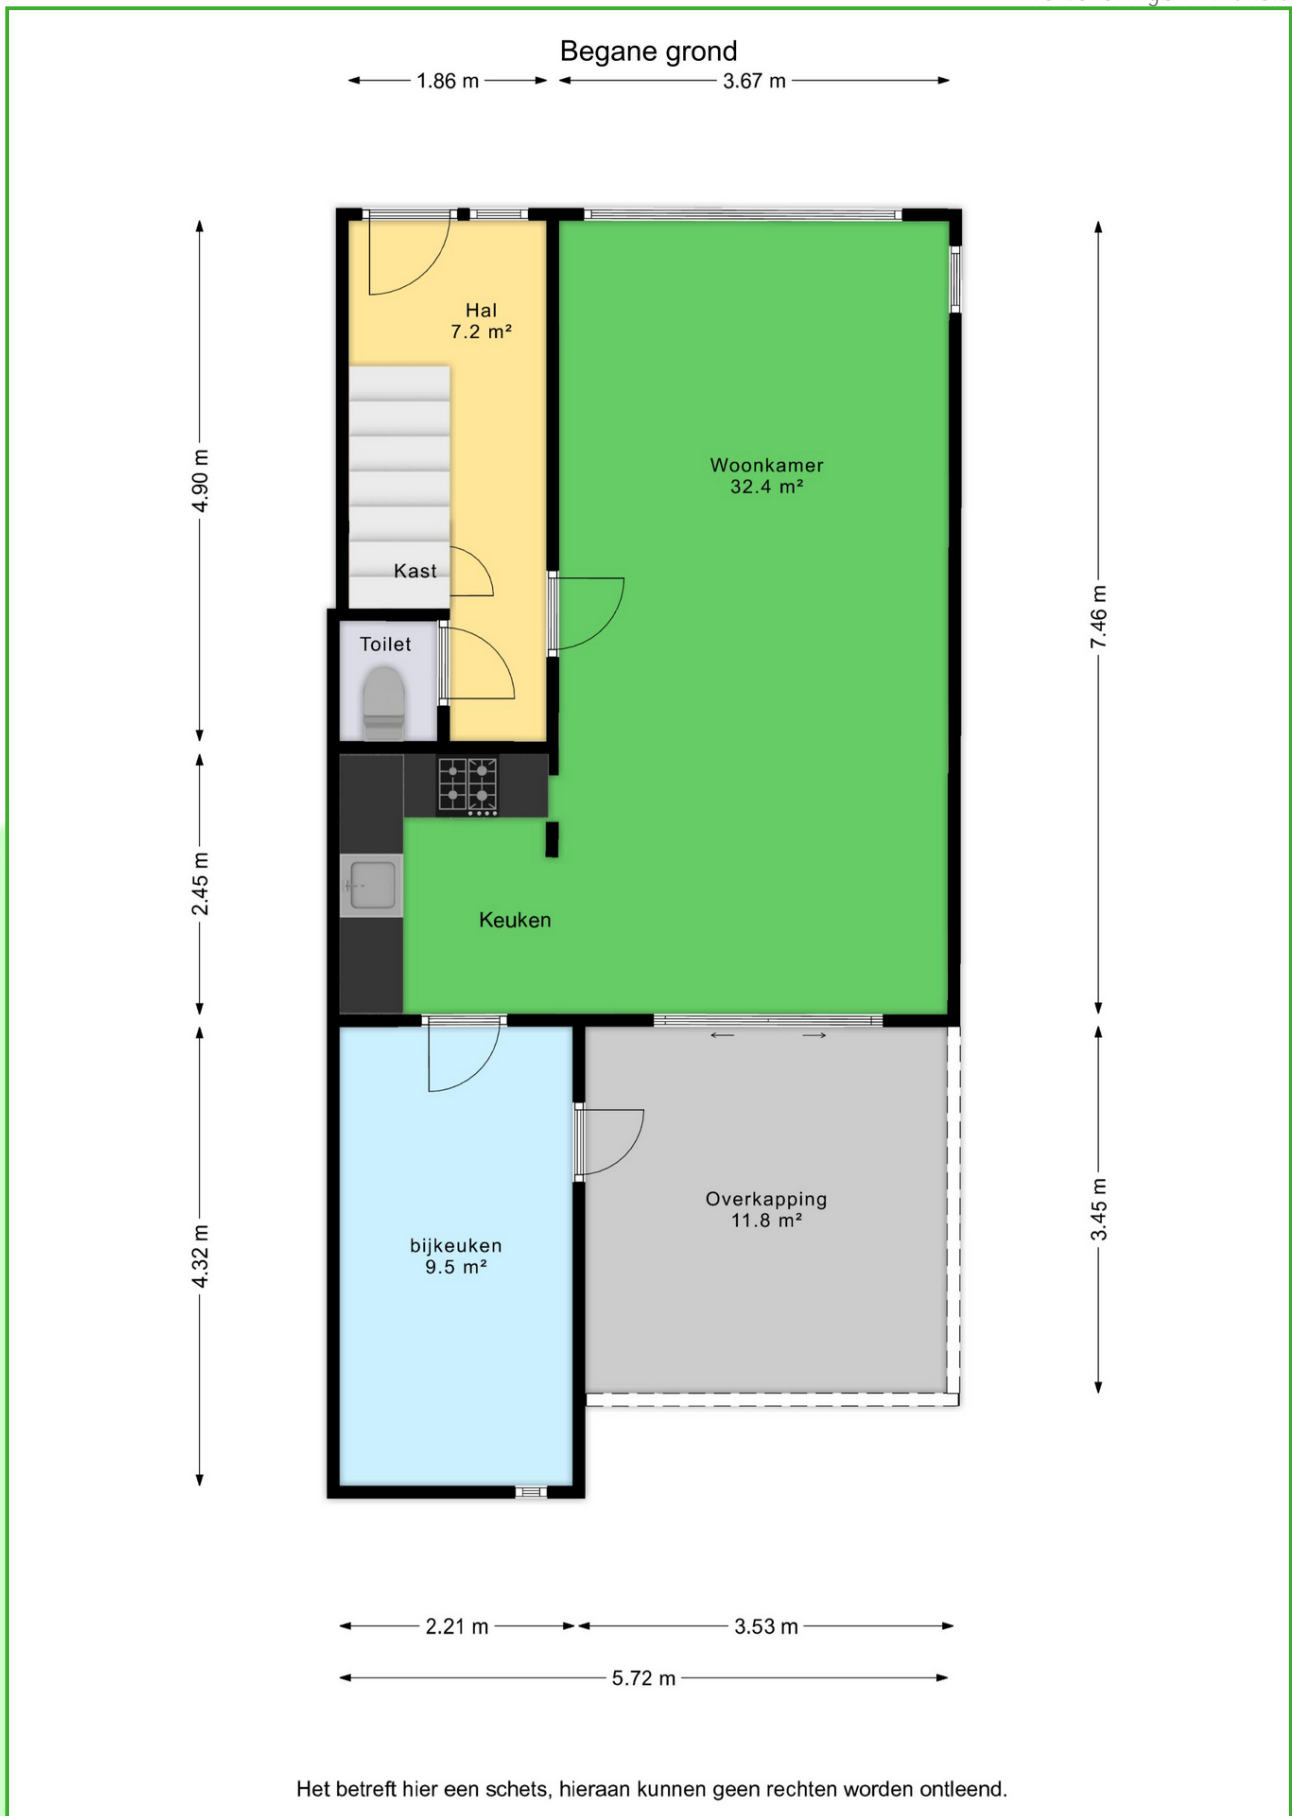 Begane grond
1.86 m
3.67 m
Hal
7.2 m²
4.90 m
Woonkamer
32.4 m²
Kast
7.46 m
Toilet
2.45 m
Keuken
Overkapping
11.8 m²
3.45 m
bijkeuken
9.5 m²
4.32 m
2.21 m
3.53 m
5.72 m
Het betreft hier een schets, hieraan kunnen geen rechten worden ontleend.